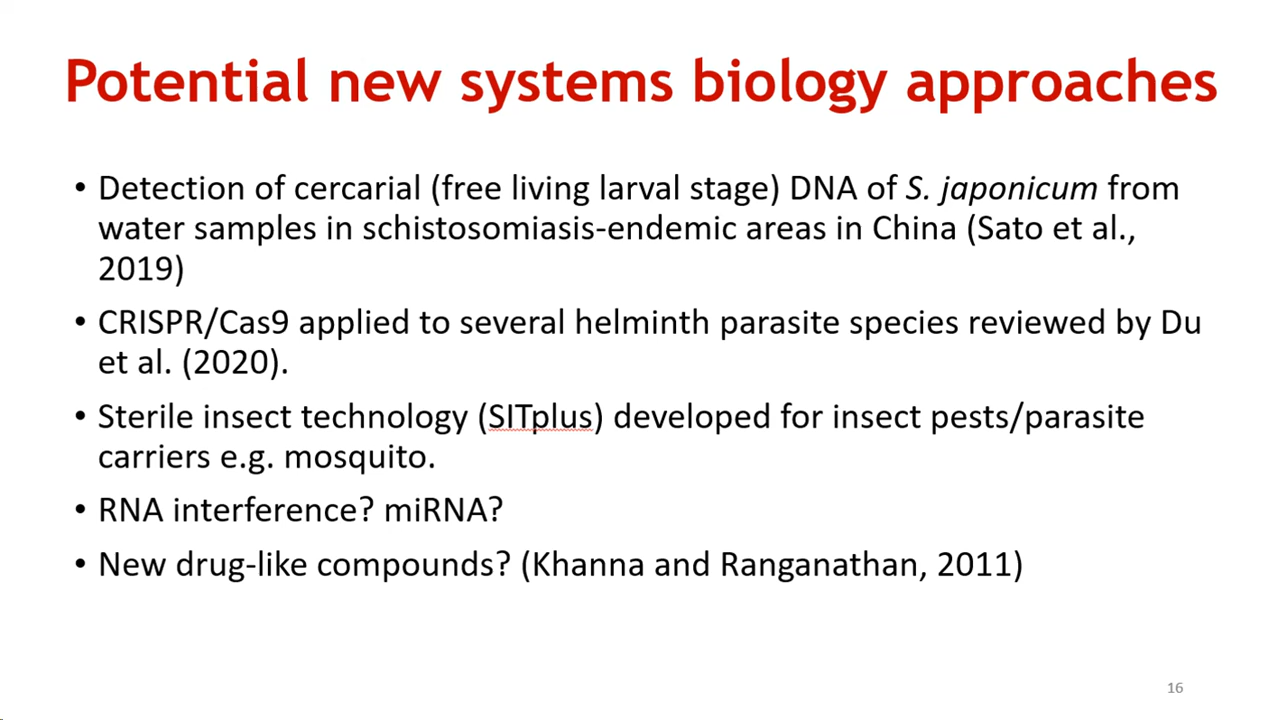 Potential new systems biology approaches
• Detection of cercarial (free living larval stage) DNA of S. japonicum from
water samples in schistosomiasis-endemic areas in China (Sato et al.,
2019)
• CRISPR/Cas9 applied to several helminth parasite species reviewed by Du
et al. (2020).
• Sterile insect technology (SITplus) developed for insect pests/parasite
carriers e.g. mosquito.
• RNA interference? miRNA?
• New drug-like compounds? (Khanna and Ranganathan, 2011)
16